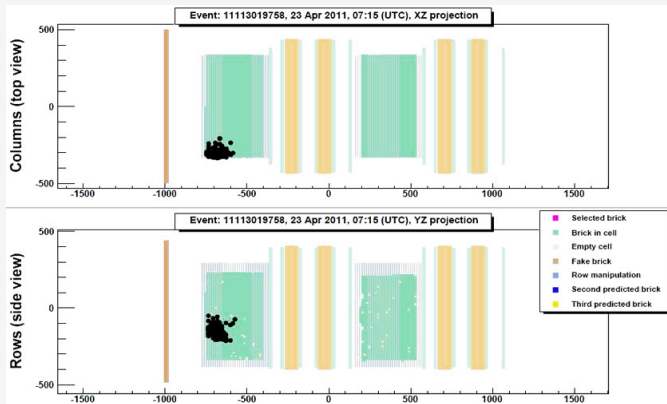 Event: 11113019758, 23 Apr 2011, 07:15 (UTC), XZ projection
Columns (top view)
500
0
-500
-1500 -1000 -500 0 500 1000 1500
Event: 11113019758, 23 Apr 2011, 07:15 (UTC), YZ projection
Rows (side view)
500
0
-500
-1500 -1000 -500 0 500 1000 1500
Selected brick
Brick in cell
Empty cell
Fake brick
Row manipulation
Second predicted brick
Third predicted brick